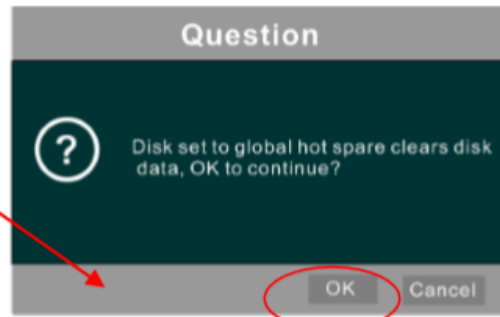 Question
?
Disk set to global hot spare clears disk
data, OK to continue?
OK Cancel